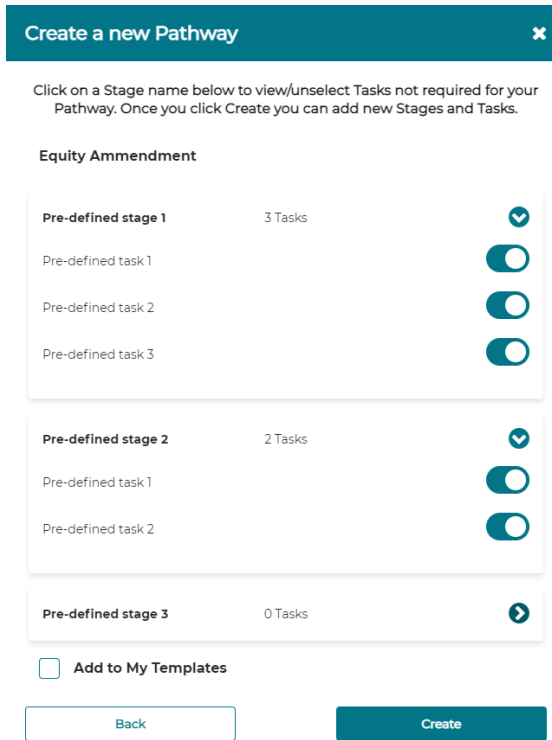 Create a new Pathway
Click on a Stage name below to view/unselect Tasks not required for your
Pathway. Once you click Create you can add new Stages and Tasks.
Equity Ammendment
Pre-defined stage 1 3 Tasks
Pre-defined task 1
Pre-defined task 2
Pre-defined task 3
Pre-defined stage 2 2 Tasks
Pre-defined task 1
Pre-defined task 2
Pre-defined stage 3 0 Tasks
Add to My Templates
Back Create